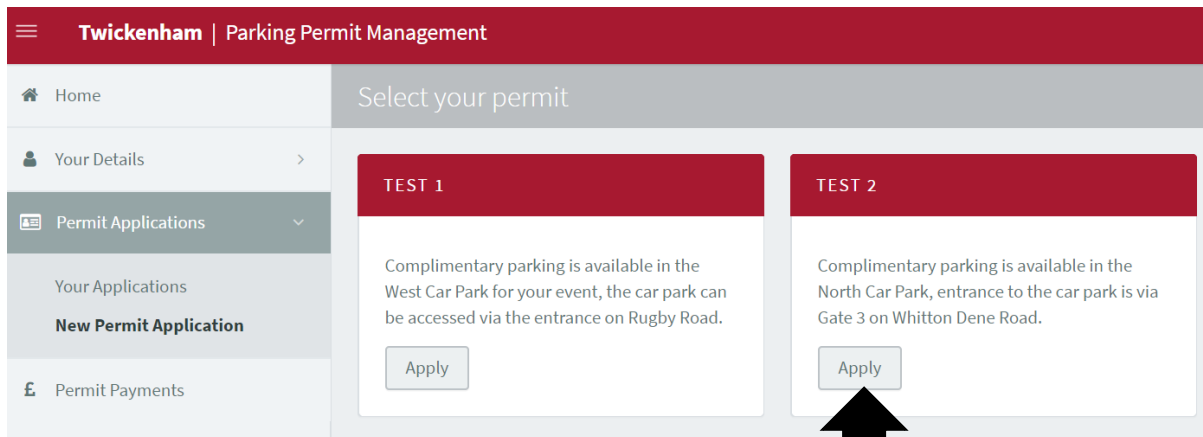 Twickenham | Parking Permit Management
Home
Your Details
Permit Applications
Your Applications
New Permit Application
£ Permit Payments
Select your permit
TEST 1
Complimentary parking is available in the
West Car Park for your event, the car park can
be accessed via the entrance on Rugby Road.
Apply
TEST 2
Complimentary parking is available in the
North Car Park, entrance to the car park is via
Gate 3 on Whitton Dene Road.
Apply